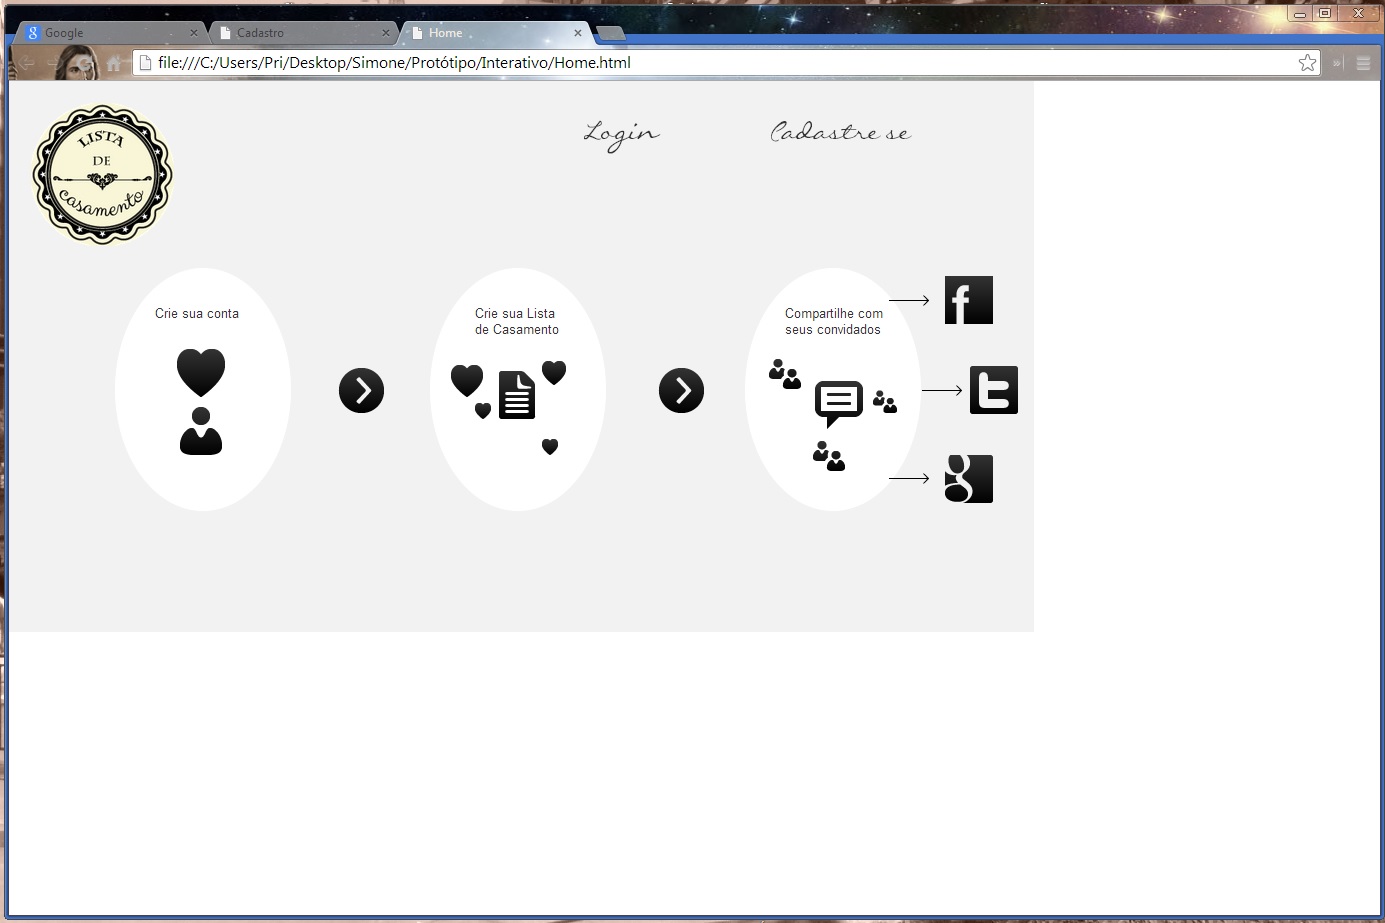 Google
Cadastro
Home
file:///C:/Users/Pri/Desktop/Simone/Protótipo/Interativo/Home.html
LISTA
DE
casamento
Login
Cadastre se
Crie sua conta
Crie sua Lista
de Casamento
Compartilhe com
seus convidados